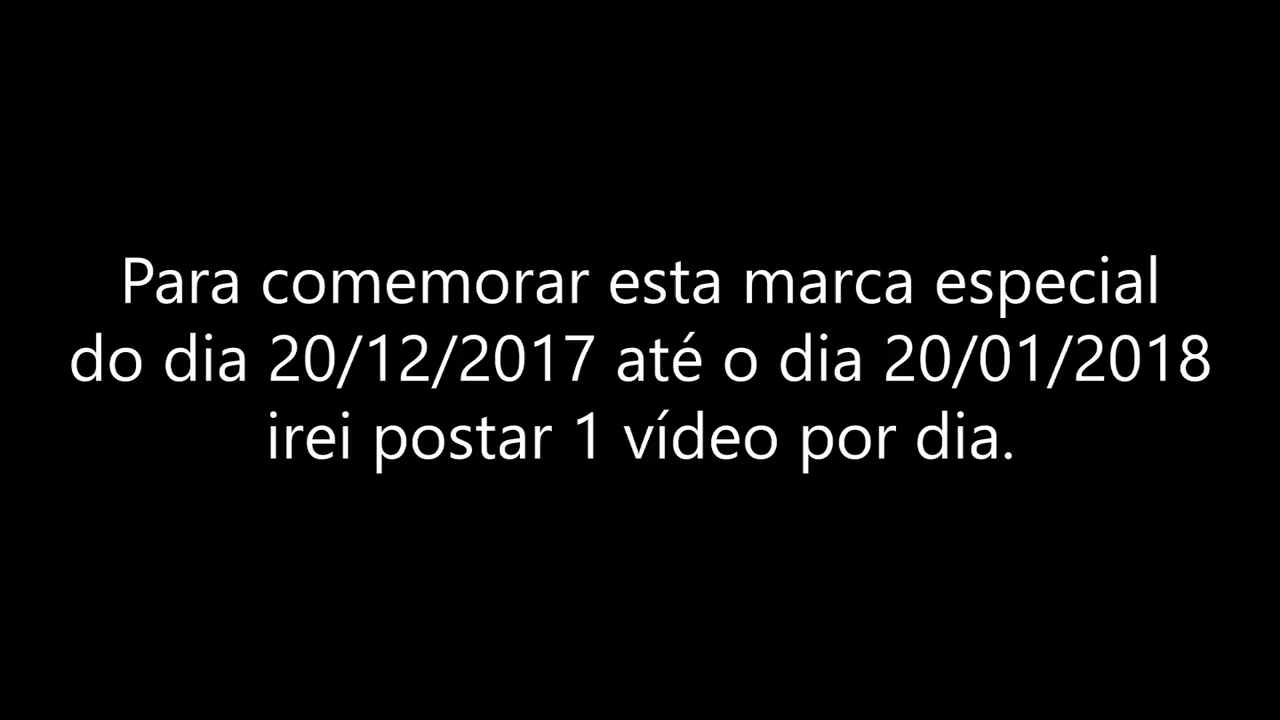 Para comemorar esta marca especial
do dia 20/12/2017 até o dia 20/01/2018
irei postar 1 vídeo por dia.